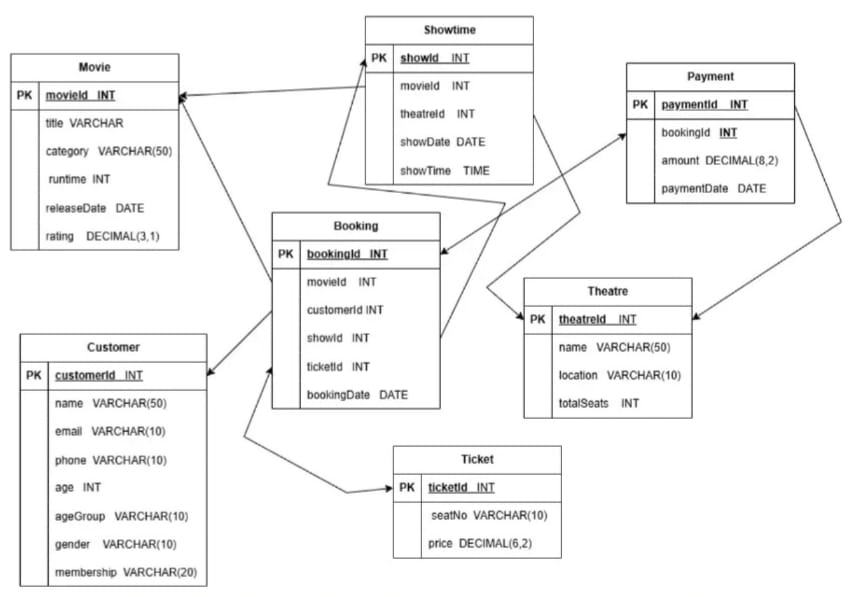 Showtime
PK showId INT
movieId INT
theatreId INT
showDate DATE
showTime TIME
Movie
PK movieId INT
title VARCHAR
category VARCHAR(50)
runtime INT
releaseDate DATE
rating DECIMAL(3,1)
Payment
PK paymentId INT
bookingId INT
amount DECIMAL(8,2)
paymentDate DATE
Booking
PK bookingId INT
movieId INT
customerId INT
showId INT
ticketId INT
bookingDate DATE
Theatre
PK theatreId INT
name VARCHAR(50)
location VARCHAR(10)
totalSeats INT
Customer
PK customerId INT
name VARCHAR(50)
email VARCHAR(10)
phone VARCHAR(10)
age INT
ageGroup VARCHAR(10)
gender VARCHAR(10)
membership VARCHAR(20)
Ticket
PK ticketId INT
seatNo VARCHAR(10)
price DECIMAL(6,2)